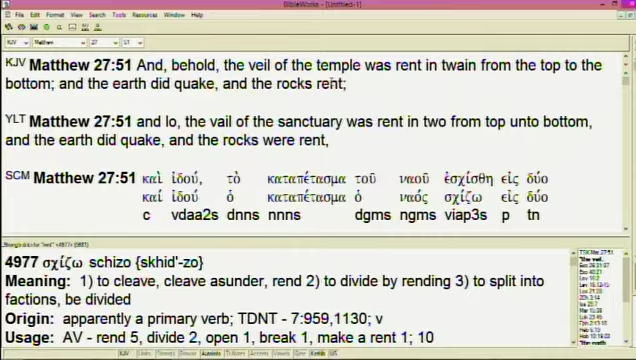 BibleWorks - [Untitled-1]
File Edit Format View Search Tools Resources Window Help
KJV Matthew 27 51
KJV Matthew 27:51 And, behold, the veil of the temple was rent in twain from the top to the
bottom; and the earth did quake, and the rocks rent;
YLT Matthew 27:51 and lo, the vail of the sanctuary was rent in two from top unto bottom,
and the earth did quake, and the rocks were rent,
SCM Matthew 27:51 καὶ ἰδού, τὸ καταπέτασμα τοῦ ναοῦ ἐσχίσθη εἰς δύο
καί ἰδού ὁ καταπέτασμα ὁ ναός σχίζω εἰς δύο
c vdaa2s dnns nnns dgms ngms viap3s p tn
4977 σχίζω schizo {skhid'-zo}
Meaning: 1) to cleave, cleave asunder, rend 2) to divide by rending 3) to split into
factions, be divided
Origin: apparently a primary verb; TDNT - 7:959,1130; v
Usage: AV - rend 5, divide 2, open 1, break 1, make a rent 1; 10